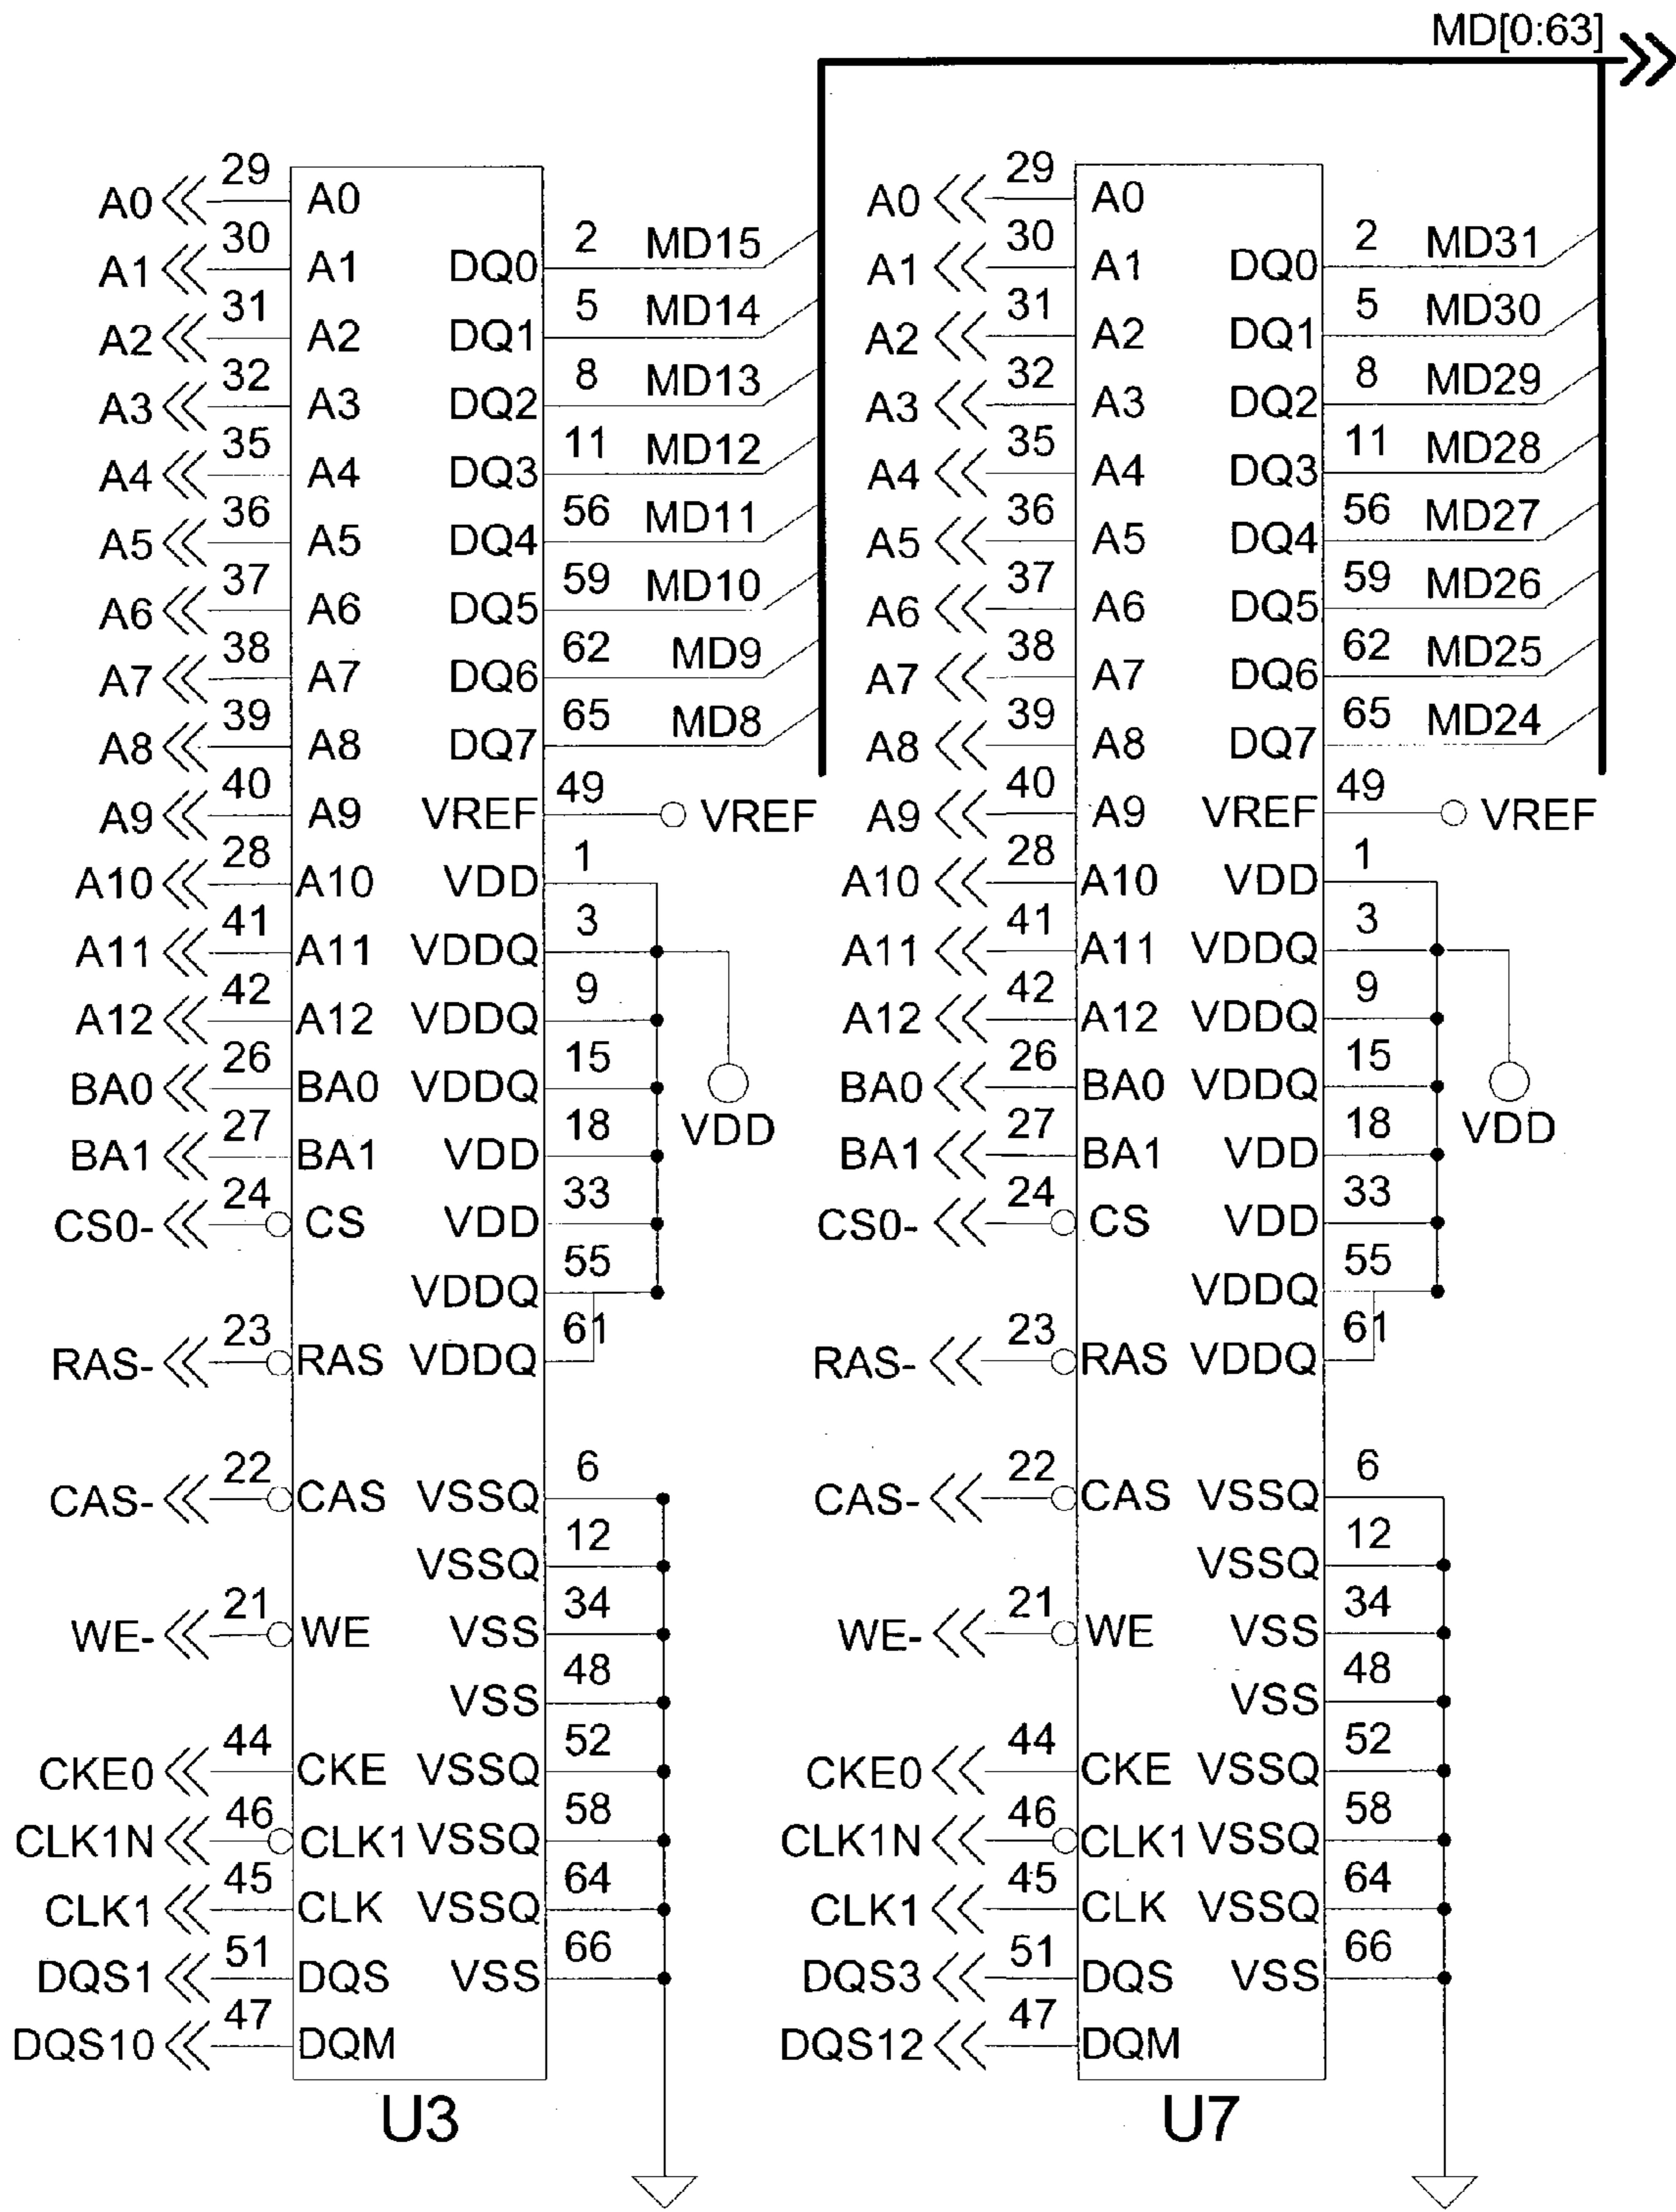 MD[0:63]
A0 29 A0
A1 30 A1 DQ0 2 MD15
A2 31 A2 DQ1 5 MD14
A3 32 A3 DQ2 8 MD13
A4 35 A4 DQ3 11 MD12
A5 36 A5 DQ4 56 MD11
A6 37 A6 DQ5 59 MD10
A7 38 A7 DQ6 62 MD9
A8 39 A8 DQ7 65 MD8
A9 40 A9 VREF 49 VREF
A10 28 A10 VDD 1
A11 41 A11 VDDQ 3
A12 42 A12 VDDQ 9
BA0 26 BA0 VDDQ 15
VDD
BA1 27 BA1 VDD 18
CS0- 24 CS VDD 33
VDDQ 55
RAS- 23 RAS VDDQ 61
CAS- 22 CAS VSSQ 6
VSSQ 12
WE- 21 WE VSS 34
VSS 48
CKE0 44 CKE VSSQ 52
CLK1N 46 CLK1 VSSQ 58
CLK1 45 CLK VSSQ 64
DQS1 51 DQS VSS 66
DQS10 47 DQM
U3
A0 29 A0
A1 30 A1 DQ0 2 MD31
A2 31 A2 DQ1 5 MD30
A3 32 A3 DQ2 8 MD29
A4 35 A4 DQ3 11 MD28
A5 36 A5 DQ4 56 MD27
A6 37 A6 DQ5 59 MD26
A7 38 A7 DQ6 62 MD25
A8 39 A8 DQ7 65 MD24
A9 40 A9 VREF 49 VREF
A10 28 A10 VDD 1
A11 41 A11 VDDQ 3
A12 42 A12 VDDQ 9
BA0 26 BA0 VDDQ 15
VDD
BA1 27 BA1 VDD 18
CS0- 24 CS VDD 33
VDDQ 55
RAS- 23 RAS VDDQ 61
CAS- 22 CAS VSSQ 6
VSSQ 12
WE- 21 WE VSS 34
VSS 48
CKE0 44 CKE VSSQ 52
CLK1N 46 CLK1 VSSQ 58
CLK1 45 CLK VSSQ 64
DQS3 51 DQS VSS 66
DQS12 47 DQM
U7